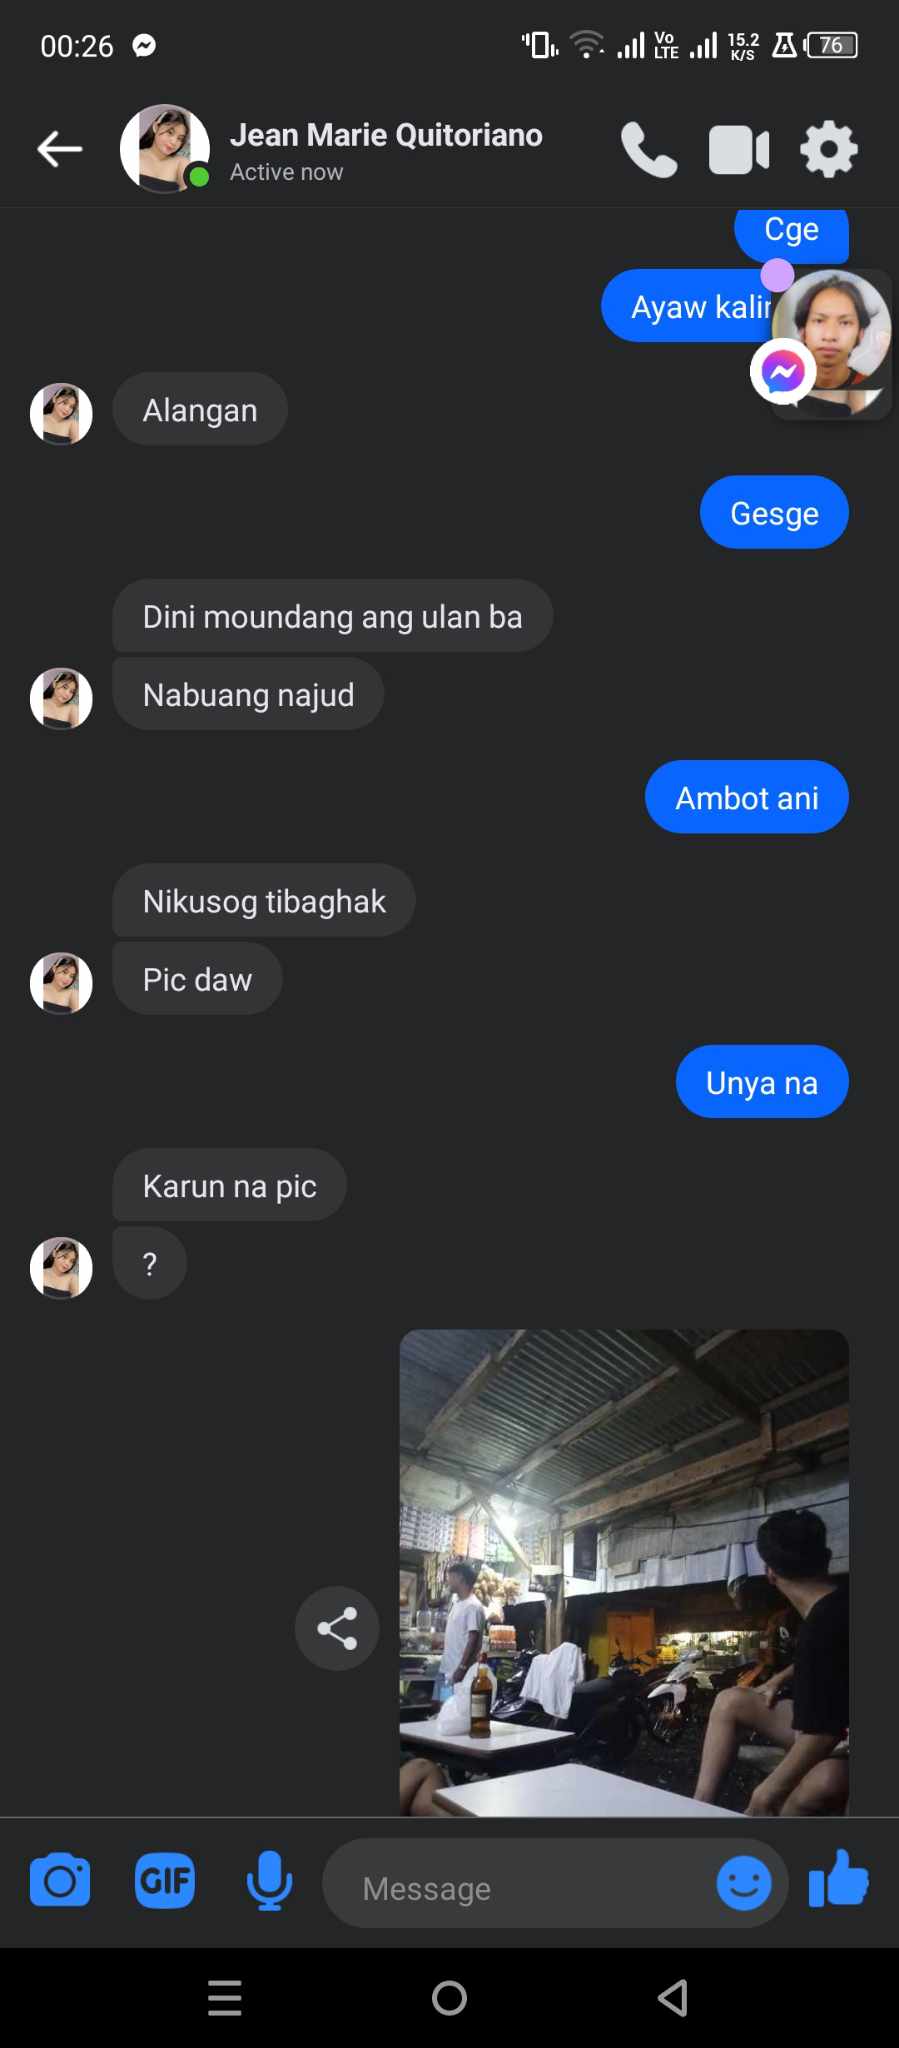 00:26
Vo LTE
15.2 K/S
76
Jean Marie Quitoriano
Active now
Cge
Ayaw
Alangan
Gesge
Dini moundang ang ulan ba
Nabuang najud
Ambot ani
Nikusog tibaghak
Pic daw
Unya na
Karun na pic
?
GIF
Message